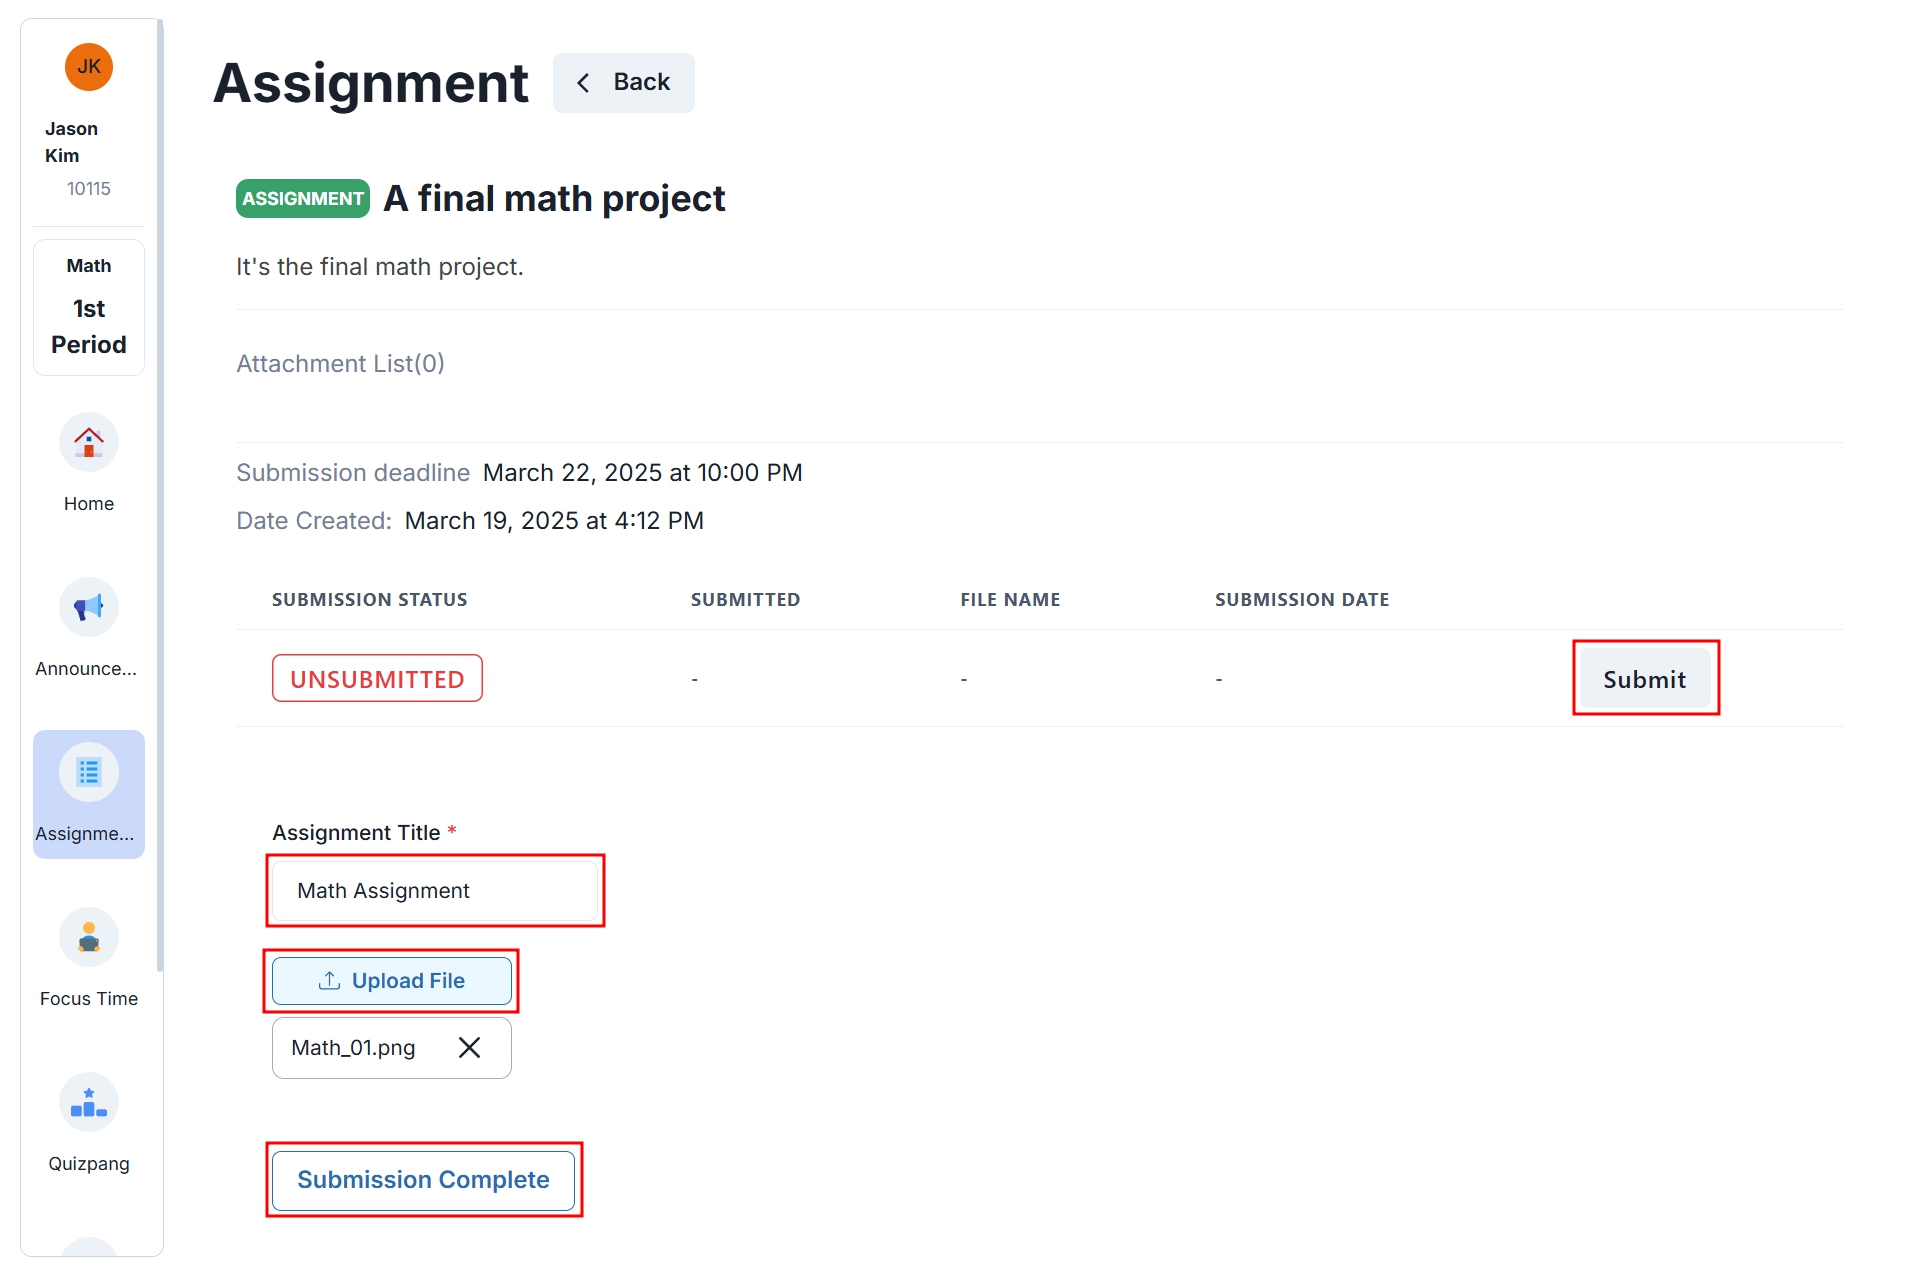 JK
Jason
Kim
10115
Math
1st
Period
Home
Announce...
Assignme...
Focus Time
Quizpang
Assignment
Back
ASSIGNMENT A final math project
It's the final math project.
Attachment List(0)
Submission deadline March 22, 2025 at 10:00 PM
Date Created: March 19, 2025 at 4:12 PM
SUBMISSION STATUS SUBMITTED FILE NAME SUBMISSION DATE
UNSUBMITTED - - - Submit
Assignment Title *
Math Assignment
Upload File
Math_01.png
Submission Complete